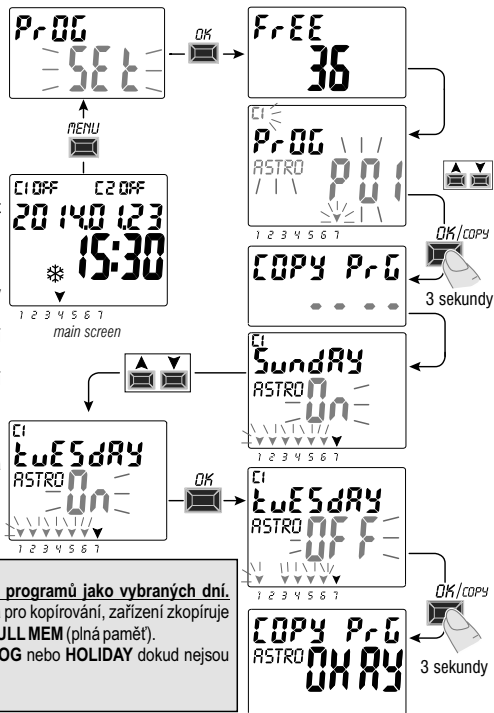 ProG
SEt
OK
FrEE
36
MENU
C1 OFF C2 OFF
2014.01.23
15:30
1 2 3 4 5 6 7
main screen
C1
ProG
ASTRO
P01
1 2 3 4 5 6 7
OK/COPY
3 sekundy
COPY PrG
- - - -
C1
SundAY
ASTRO
On
1 2 3 4 5 6 7
C1
tuESdAY
ASTRO
On
1 2 3 4 5 6 7
OK
C1
tuESdAY
ASTRO
OFF
1 2 3 4 5 6 7
OK/COPY
3 sekundy
COPY PrG
ASTRO
OKAY
programů jako vybraných dní.
pro kopírování, zařízení zkopíruje
ULL MEM (plná paměť).
OG nebo HOLIDAY dokud nejsou